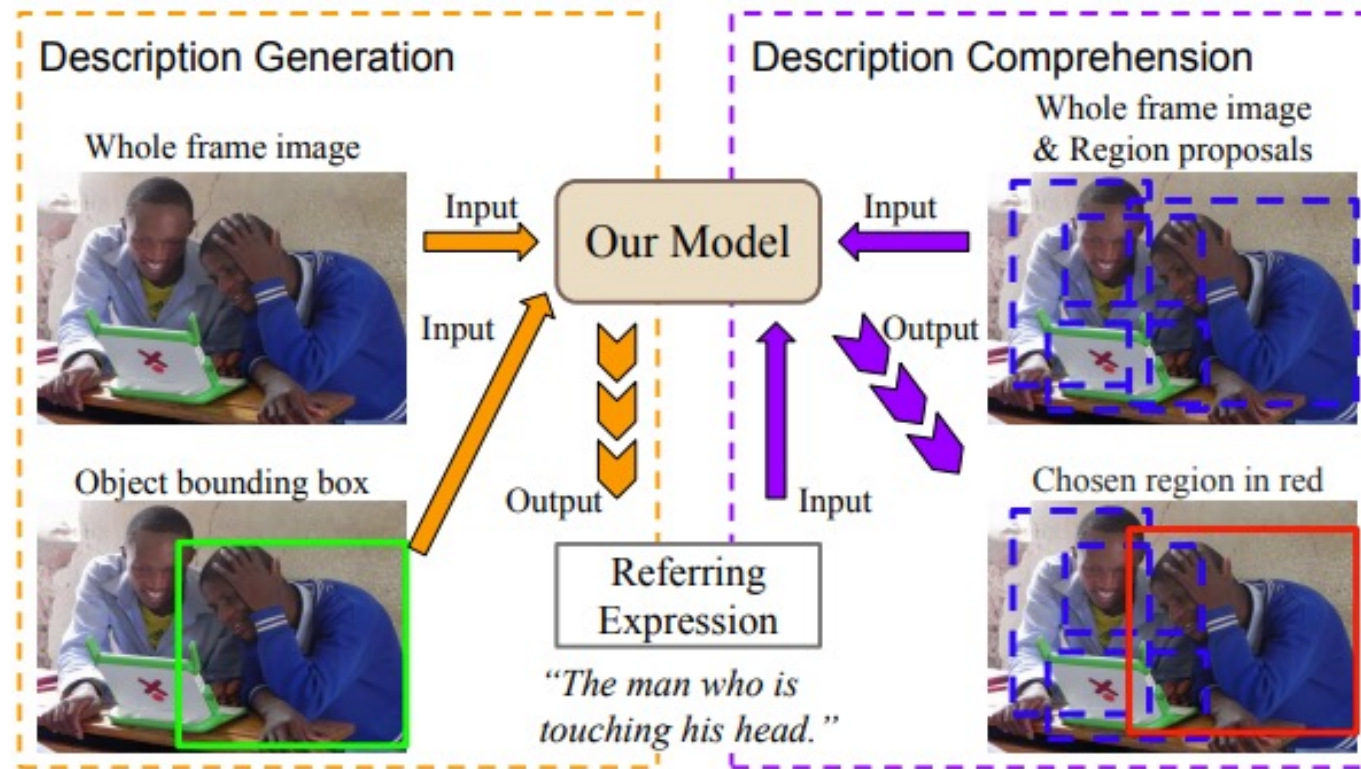 Description Generation
Whole frame image
Input
Input
Object bounding box
Output
Our Model
Referring
Expression
“The man who is
touching his head.”
Description Comprehension
Whole frame image
& Region proposals
Input
Output
Input
Chosen region in red